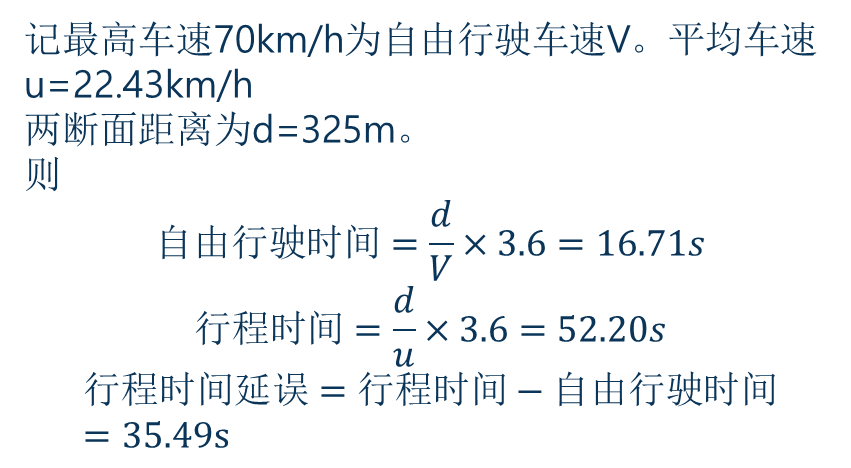 记最高车速70km/h为自由行驶车速V。平均车速
u=22.43km/h
两断面距离为d=325m。
则
自由行驶时间 = d/V × 3.6 = 16.71s
行程时间 = d/u × 3.6 = 52.20s
行程时间延误 = 行程时间 − 自由行驶时间
= 35.49s